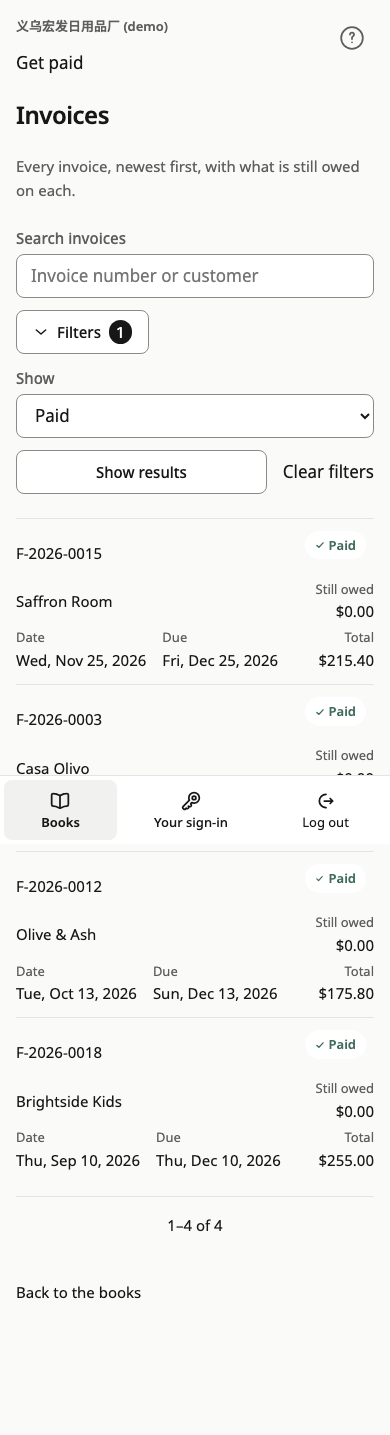 义乌宏发日用品厂 (demo)
Get paid
Invoices
Every invoice, newest first, with what is still owed
on each.
Search invoices
Invoice number or customer
Filters 1
Show
Paid
Show results Clear filters
F-2026-0015 Paid
Still owed
Saffron Room $0.00
Date Due Total
Wed, Nov 25, 2026 Fri, Dec 25, 2026 $215.40
F-2026-0003 Paid
Still owed
Casa Olivo
Books Your sign-in Log out
F-2026-0012 Paid
Still owed
Olive & Ash $0.00
Date Due Total
Tue, Oct 13, 2026 Sun, Dec 13, 2026 $175.80
F-2026-0018 Paid
Still owed
Brightside Kids $0.00
Date Due Total
Thu, Sep 10, 2026 Thu, Dec 10, 2026 $255.00
1–4 of 4
Back to the books